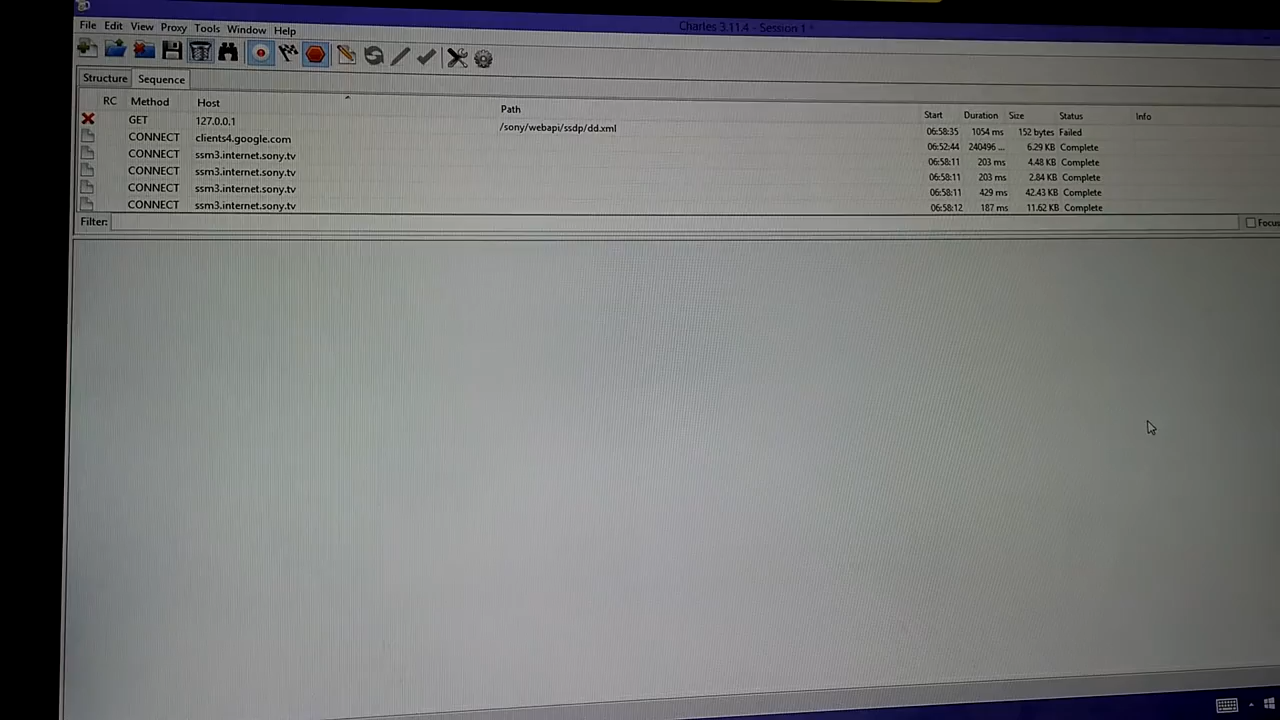 Charles 3.11.4 - Session 1 *
File Edit View Proxy Tools Window Help
Structure Sequence
RC Method Host Path Start Duration Size Status Info
GET 127.0.0.1 /sony/webapi/ssdp/dd.xml 06:58:35 1054 ms 152 bytes Failed
CONNECT clients4.google.com 06:52:44 240496 ... 6.29 KB Complete
CONNECT ssm3.internet.sony.tv 06:58:11 203 ms 4.48 KB Complete
CONNECT ssm3.internet.sony.tv 06:58:11 203 ms 2.84 KB Complete
CONNECT ssm3.internet.sony.tv 06:58:11 429 ms 42.43 KB Complete
CONNECT ssm3.internet.sony.tv 06:58:12 187 ms 11.62 KB Complete
Filter: Focus